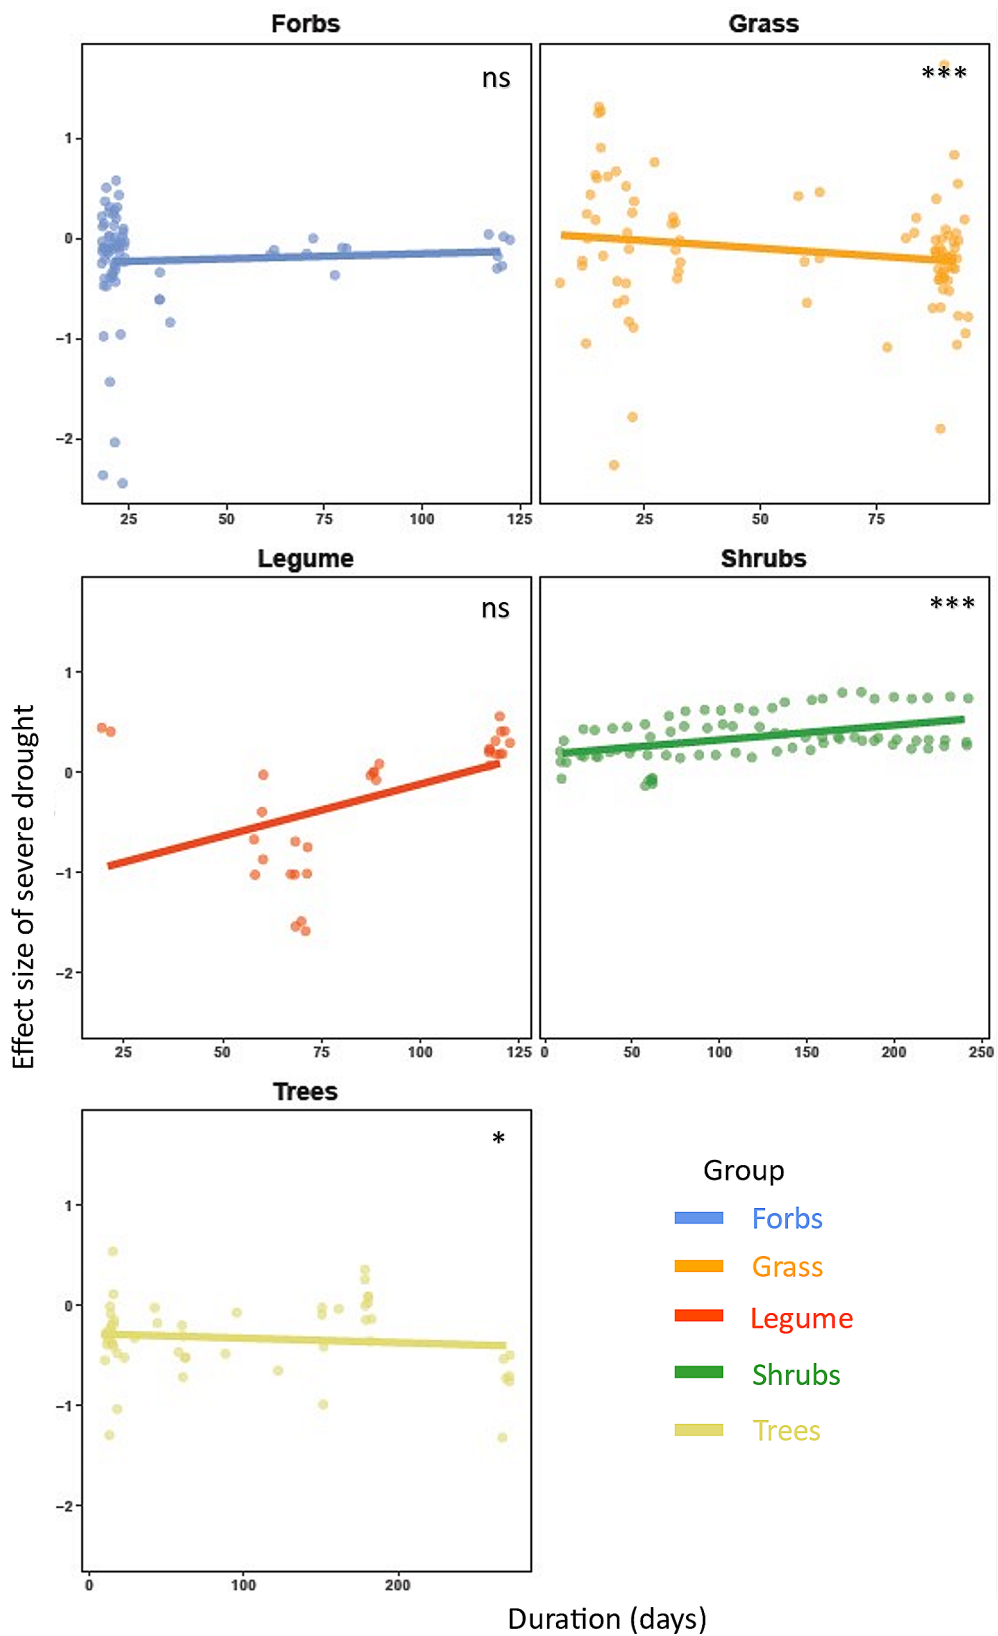 Forbs
Grass
ns
***
1
0
−1
−2
25 50 75 100 125
25 50 75
Legume
Shrubs
ns
***
1
0
−1
−2
25 50 75 100 125
0 50 100 150 200 250
Effect size of severe drought
Trees
*
1
0
−1
−2
0 100 200
Group
Forbs
Grass
Legume
Shrubs
Trees
Duration (days)